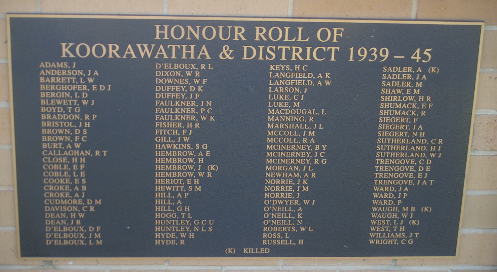 HONOUR ROLL OF
KOORAWATHA & DISTRICT 1939 - 45
ADAMS, J
ANDERSON, J A
BARRETT, L W
BERGHOFER, E D J
BERGIN, L D
BLEWETT, W J
BOYD, T G
BRADDON, R P
BRISTOL, J H
BROWN, D S
BROWN, F C
BURT, A W
CALLAGHAN, R T
CLOSE, H H
COBLE, E F
COBLE, L E
COOKE, E S
CROKE, A B
CROKE, A J
CUDMORE, D M
DAVISON, C R
DEAN, H W
DEAN, J B
D'ELBOUX, D F
D'ELBOUX, J M
D'ELBOUX, L M
D'ELBOUX, R L
DIXON, W R
DOWNES, W F
DUFFEY, D K
DUFFEY, J F
FAULKNER, J N
FAULKNER, P C
FAULKNER, W K
FISHER, H R
FITCH, F J
GILL, J W
HAWKINS, S G
HEMBROW, A E
HEMBROW, H
HEMBROW, J (K)
HEMBROW, W R
HERIOT, E H
HEWITT, S M
HILL, A P
HILL, A
HILL, G H
HOGG, T L
HUNTLEY, G C U
HUNTLEY, N L S
HYDE, W H
HYDE, R
KEYS, H C
LANGFIELD, A K
LANGFIELD, A W
LARSON, J
LUKE, C J
LUKE, M
MACDOUGAL, L
MANNING, R
MARSHALL, J L
MCCOLL, J M
MCCOLL, R A
MCINERNEY, B Y
MCINERNEY, J C
MCINERNEY, R G
MORGAN, J L
NEWHAM, A R
NORRIE, J K
NORRIE, J M
NORRIE, J
O'DWYER, W J
O'NEILL, A
O'NEILL, K
O'NEILL, N
ROBERTS, W L
ROSS, L
RUSSELL, H
SADLER, A (K)
SADLER, J A
SADLER, M
SHAW, E M
SHIRLOW, H R
SHUMACK, E P
SHUMACK, R
SIEGERT, F
SIEGERT, J A
SIEGERT, N H
SUTHERLAND, C R
SUTHERLAND, H J
SUTHERLAND, W J
TRENGOVE, C D
TRENGOVE, D E
TRENGOVE, E J
TRENGOVE, J A T
WARD, J A
WARD, J P
WARD, P
WAUGH, M B (K)
WAUGH, W J
WEST, L J (K)
WEST, T H
WILLIAMS, J T
WRIGHT, C G
(K) KILLED